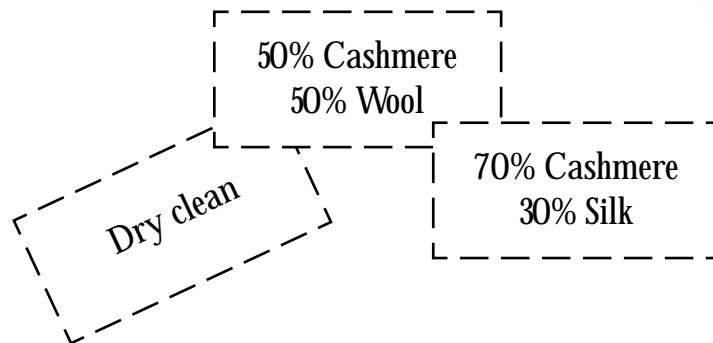 50% Cashmere
50% Wool
70% Cashmere
30% Silk
Dry clean